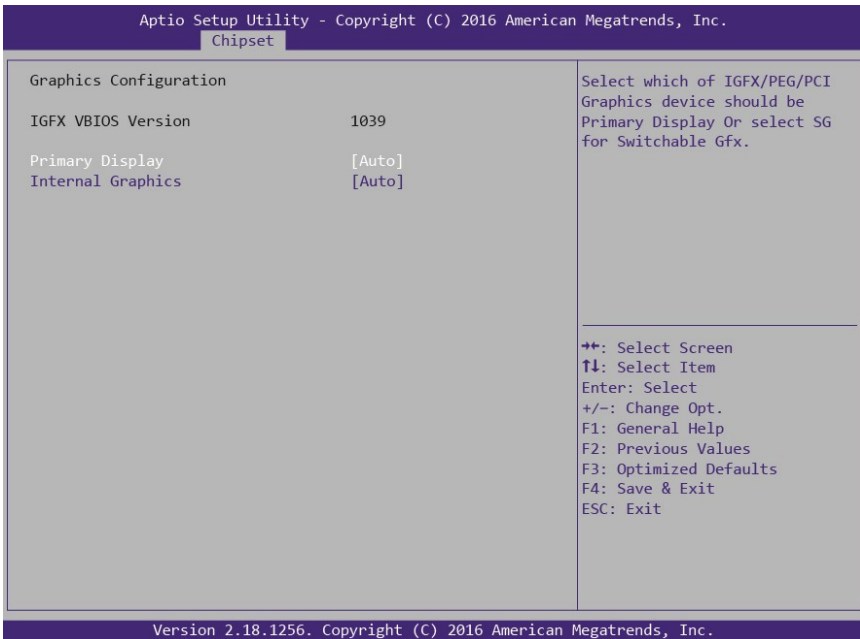 Aptio Setup Utility - Copyright (C) 2016 American Megatrends, Inc.
Chipset
Graphics Configuration
IGFX VBIOS Version 1039
Primary Display [Auto]
Internal Graphics [Auto]
Select which of IGFX/PEG/PCI
Graphics device should be
Primary Display Or select SG
for Switchable Gfx.
→←: Select Screen
↑↓: Select Item
Enter: Select
+/-: Change Opt.
F1: General Help
F2: Previous Values
F3: Optimized Defaults
F4: Save & Exit
ESC: Exit
Version 2.18.1256. Copyright (C) 2016 American Megatrends, Inc.